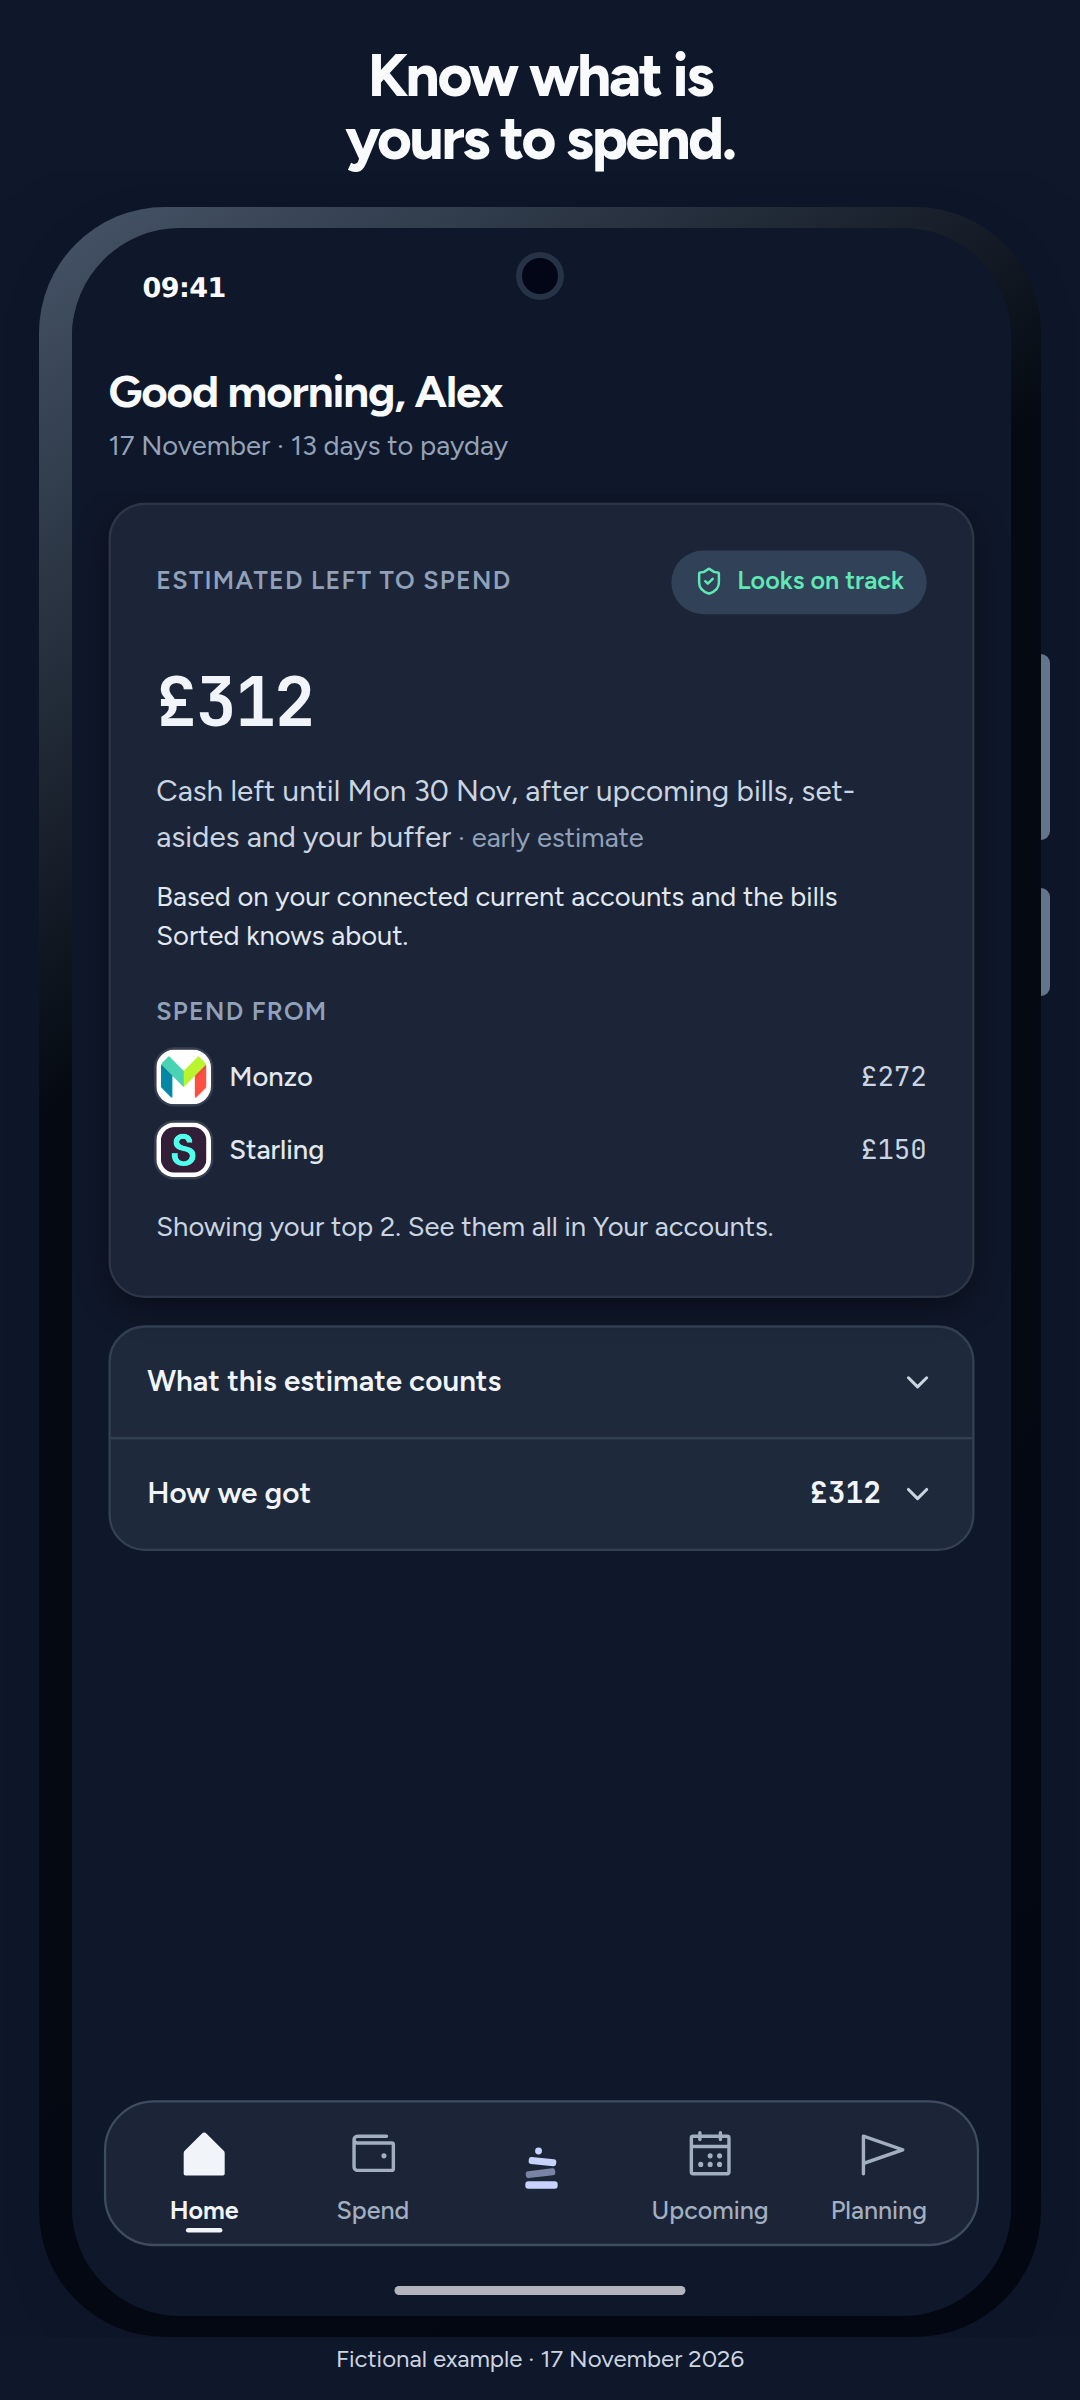 Know what is
yours to spend.
09:41
Good morning, Alex
17 November · 13 days to payday
ESTIMATED LEFT TO SPEND
Looks on track
£312
Cash left until Mon 30 Nov, after upcoming bills, set-
asides and your buffer · early estimate
Based on your connected current accounts and the bills
Sorted knows about.
SPEND FROM
Monzo £272
Starling £150
Showing your top 2. See them all in Your accounts.
What this estimate counts
How we got £312
Home Spend Upcoming Planning
Fictional example · 17 November 2026